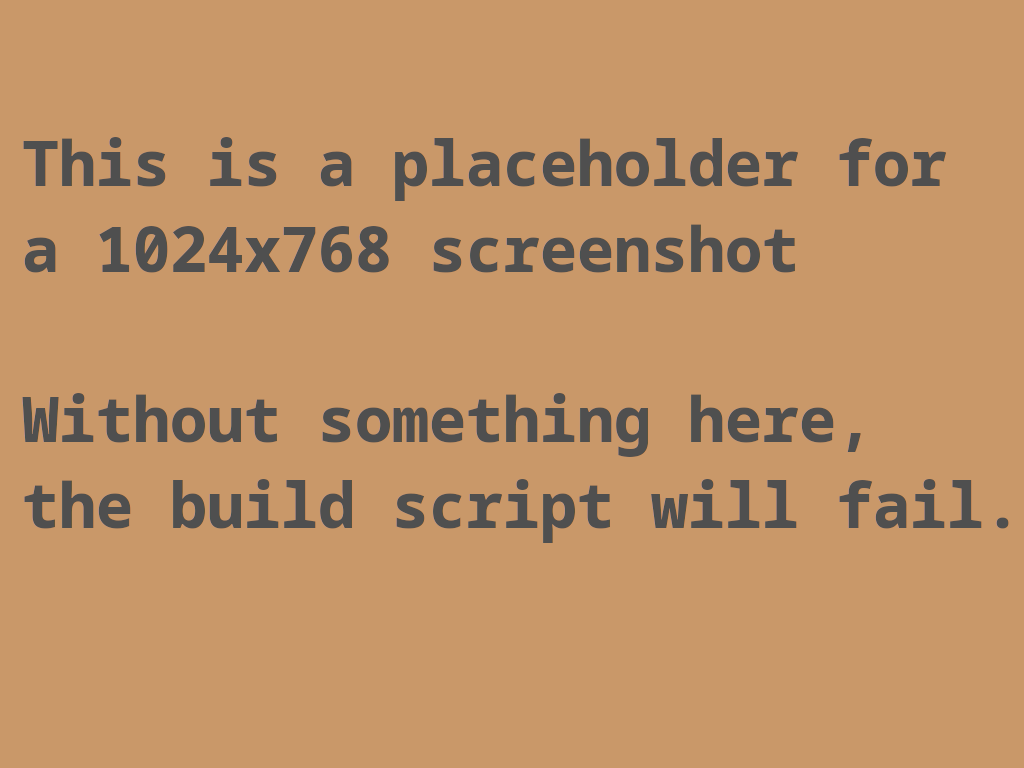 This is a placeholder for
a 1024x768 screenshot
Without something here,
the build script will fail.